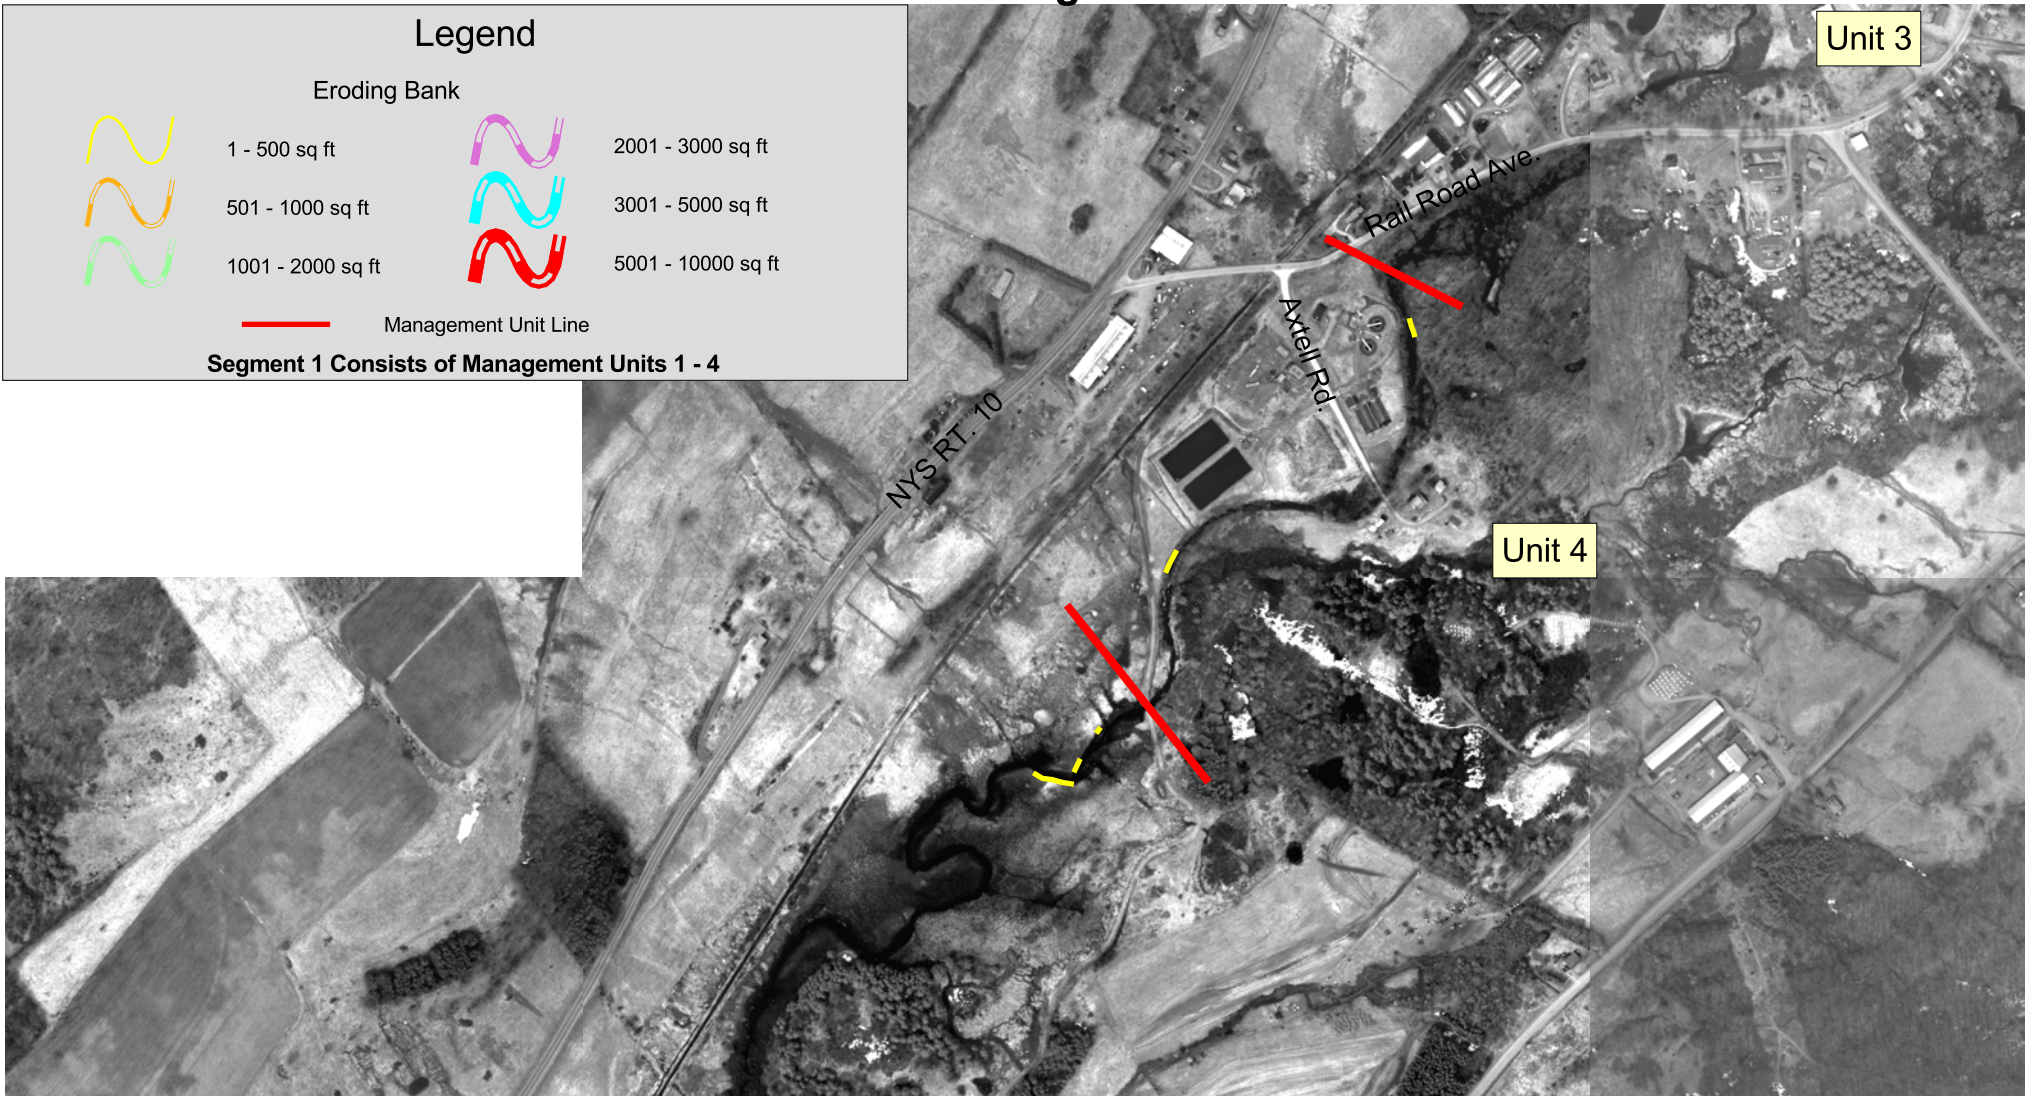 Legend
Eroding Bank
1 - 500 sq ft
2001 - 3000 sq ft
501 - 1000 sq ft
3001 - 5000 sq ft
1001 - 2000 sq ft
5001 - 10000 sq ft
Management Unit Line
Segment 1 Consists of Management Units 1 - 4
Unit 3
Rail Road Ave.
Axtell Rd.
NYS RT. 10
Unit 4